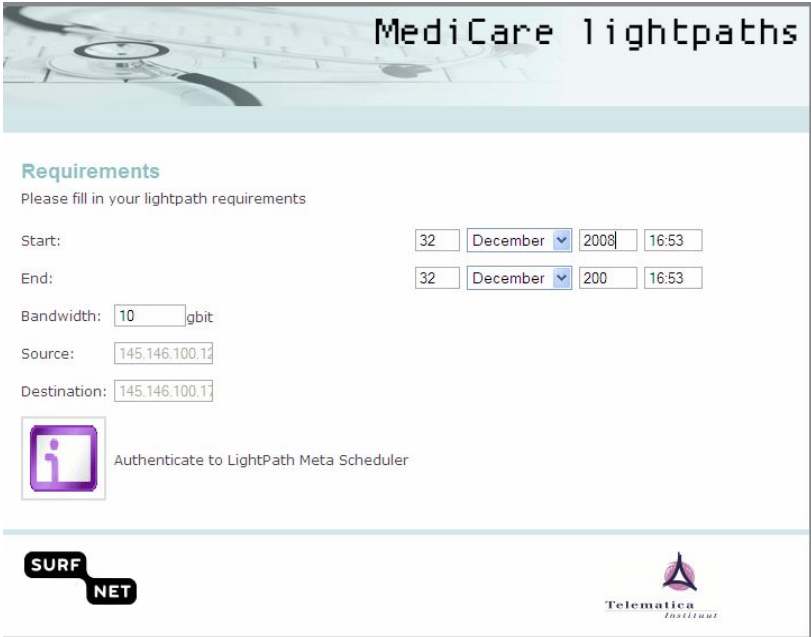 MediCare lightpaths
Requirements
Please fill in your lightpath requirements
Start: 32 December 2008 16:53
End: 32 December 200 16:53
Bandwidth: 10 gbit
Source: 145.146.100.12
Destination: 145.146.100.17
Authenticate to LightPath Meta Scheduler
SURF
NET
Telematica
Instituut